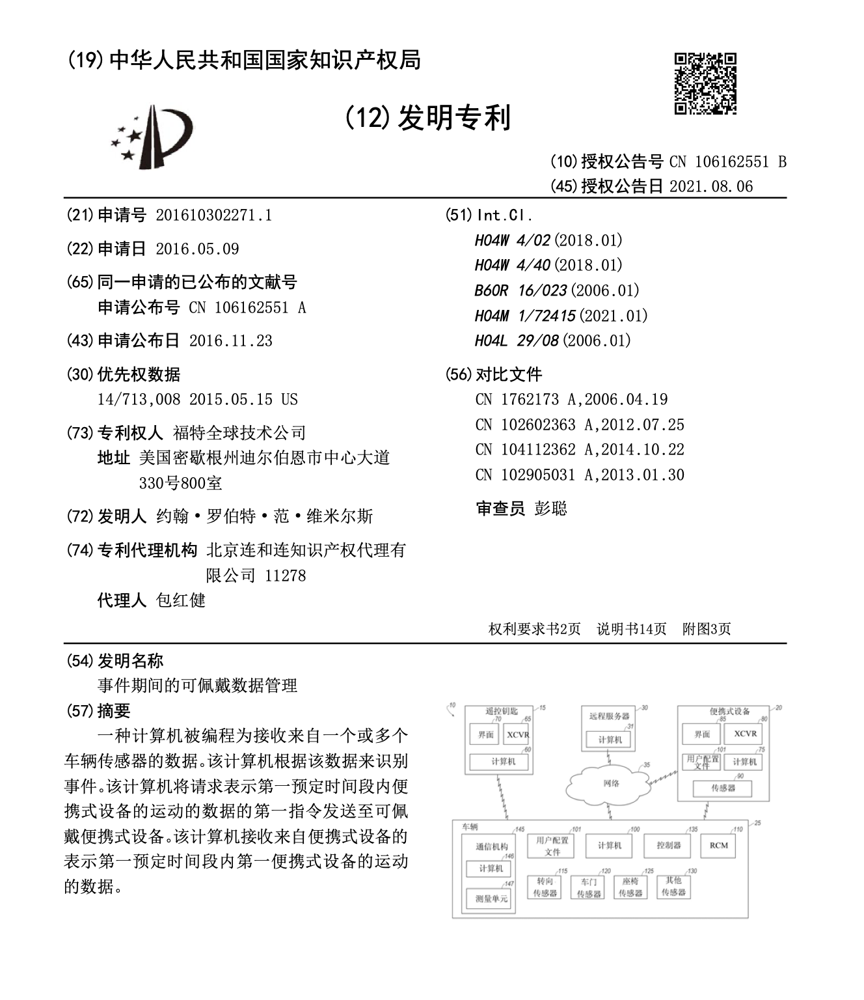 (19)中华人民共和国国家知识产权局
(12)发明专利
(10)授权公告号 CN 106162551 B
(45)授权公告日 2021.08.06
(21)申请号 201610302271.1
(22)申请日 2016.05.09
(65)同一申请的已公布的文献号
申请公布号 CN 106162551 A
(43)申请公布日 2016.11.23
(30)优先权数据
14/713,008 2015.05.15 US
(73)专利权人 福特全球技术公司
地址 美国密歇根州迪尔伯恩市中心大道
330号800室
(72)发明人 约翰·罗伯特·范·维米尔斯
(74)专利代理机构 北京连和连知识产权代理有
限公司 11278
代理人 包红健
(51)Int.Cl.
H04W 4/02(2018.01)
H04W 4/40(2018.01)
B60R 16/023(2006.01)
H04M 1/72415(2021.01)
H04L 29/08(2006.01)
(56)对比文件
CN 1762173 A,2006.04.19
CN 102602363 A,2012.07.25
CN 104112362 A,2014.10.22
CN 102905031 A,2013.01.30
审查员 彭聪
权利要求书2页 说明书14页 附图3页
(54)发明名称
事件期间的可佩戴数据管理
(57)摘要
一种计算机被编程为接收来自一个或多个
车辆传感器的数据。该计算机根据该数据来识别
事件。该计算机将请求表示第一预定时间段内便
携式设备的运动的数据的第一指令发送至可佩
戴便携式设备。该计算机接收来自便携式设备的
表示第一预定时间段内第一便携式设备的运动
的数据。
10
遥控钥匙 15
70 65
界面 XCVR
60
计算机
30
远程服务器
31
计算机
35
网络
便携式设备 20
85 80
界面 XCVR
101 75
用户配置
文件
计算机
90
传感器
车辆 25
145 101 100 135 110
通信机构
用户配置
文件
计算机 控制器 RCM
146
计算机
147
测量单元
115 120 125 130
转向 车门 座椅 其他
传感器 传感器 传感器 传感器